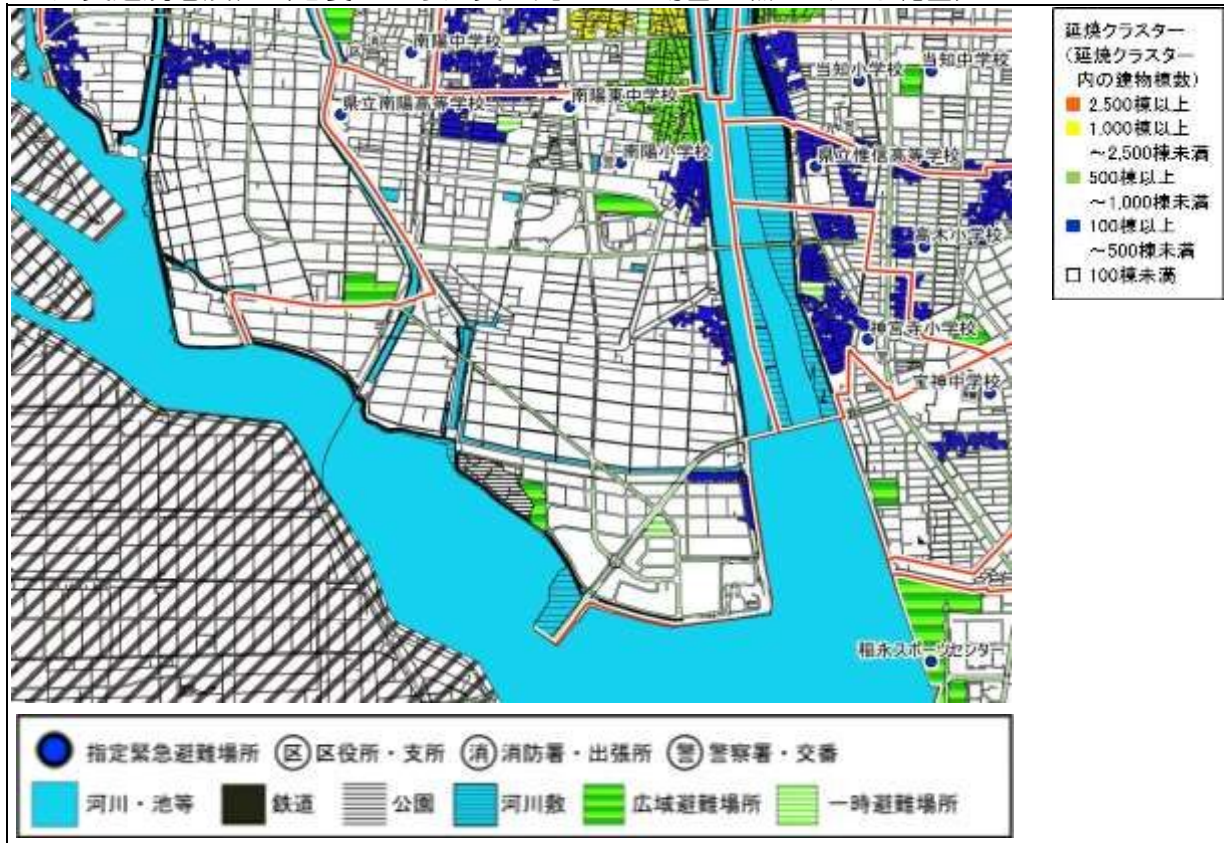 延焼クラスター
(延焼クラスター
内の建物棟数)
2,500棟以上
1,000棟以上
～2,500棟未満
500棟以上
～1,000棟未満
100棟以上
～500棟未満
100棟未満
南陽中学校
当知小学校
当知中学校
県立南陽高等学校
南陽東中学校
南陽小学校
県立惟信高等学校
高木小学校
神宮寺小学校
宝神中学校
稲永スポーツセンター
指定緊急避難場所 区 区役所・支所 消 消防署・出張所 警 警察署・交番
河川・池等 鉄道 公園 河川敷 広域避難場所 一時避難場所